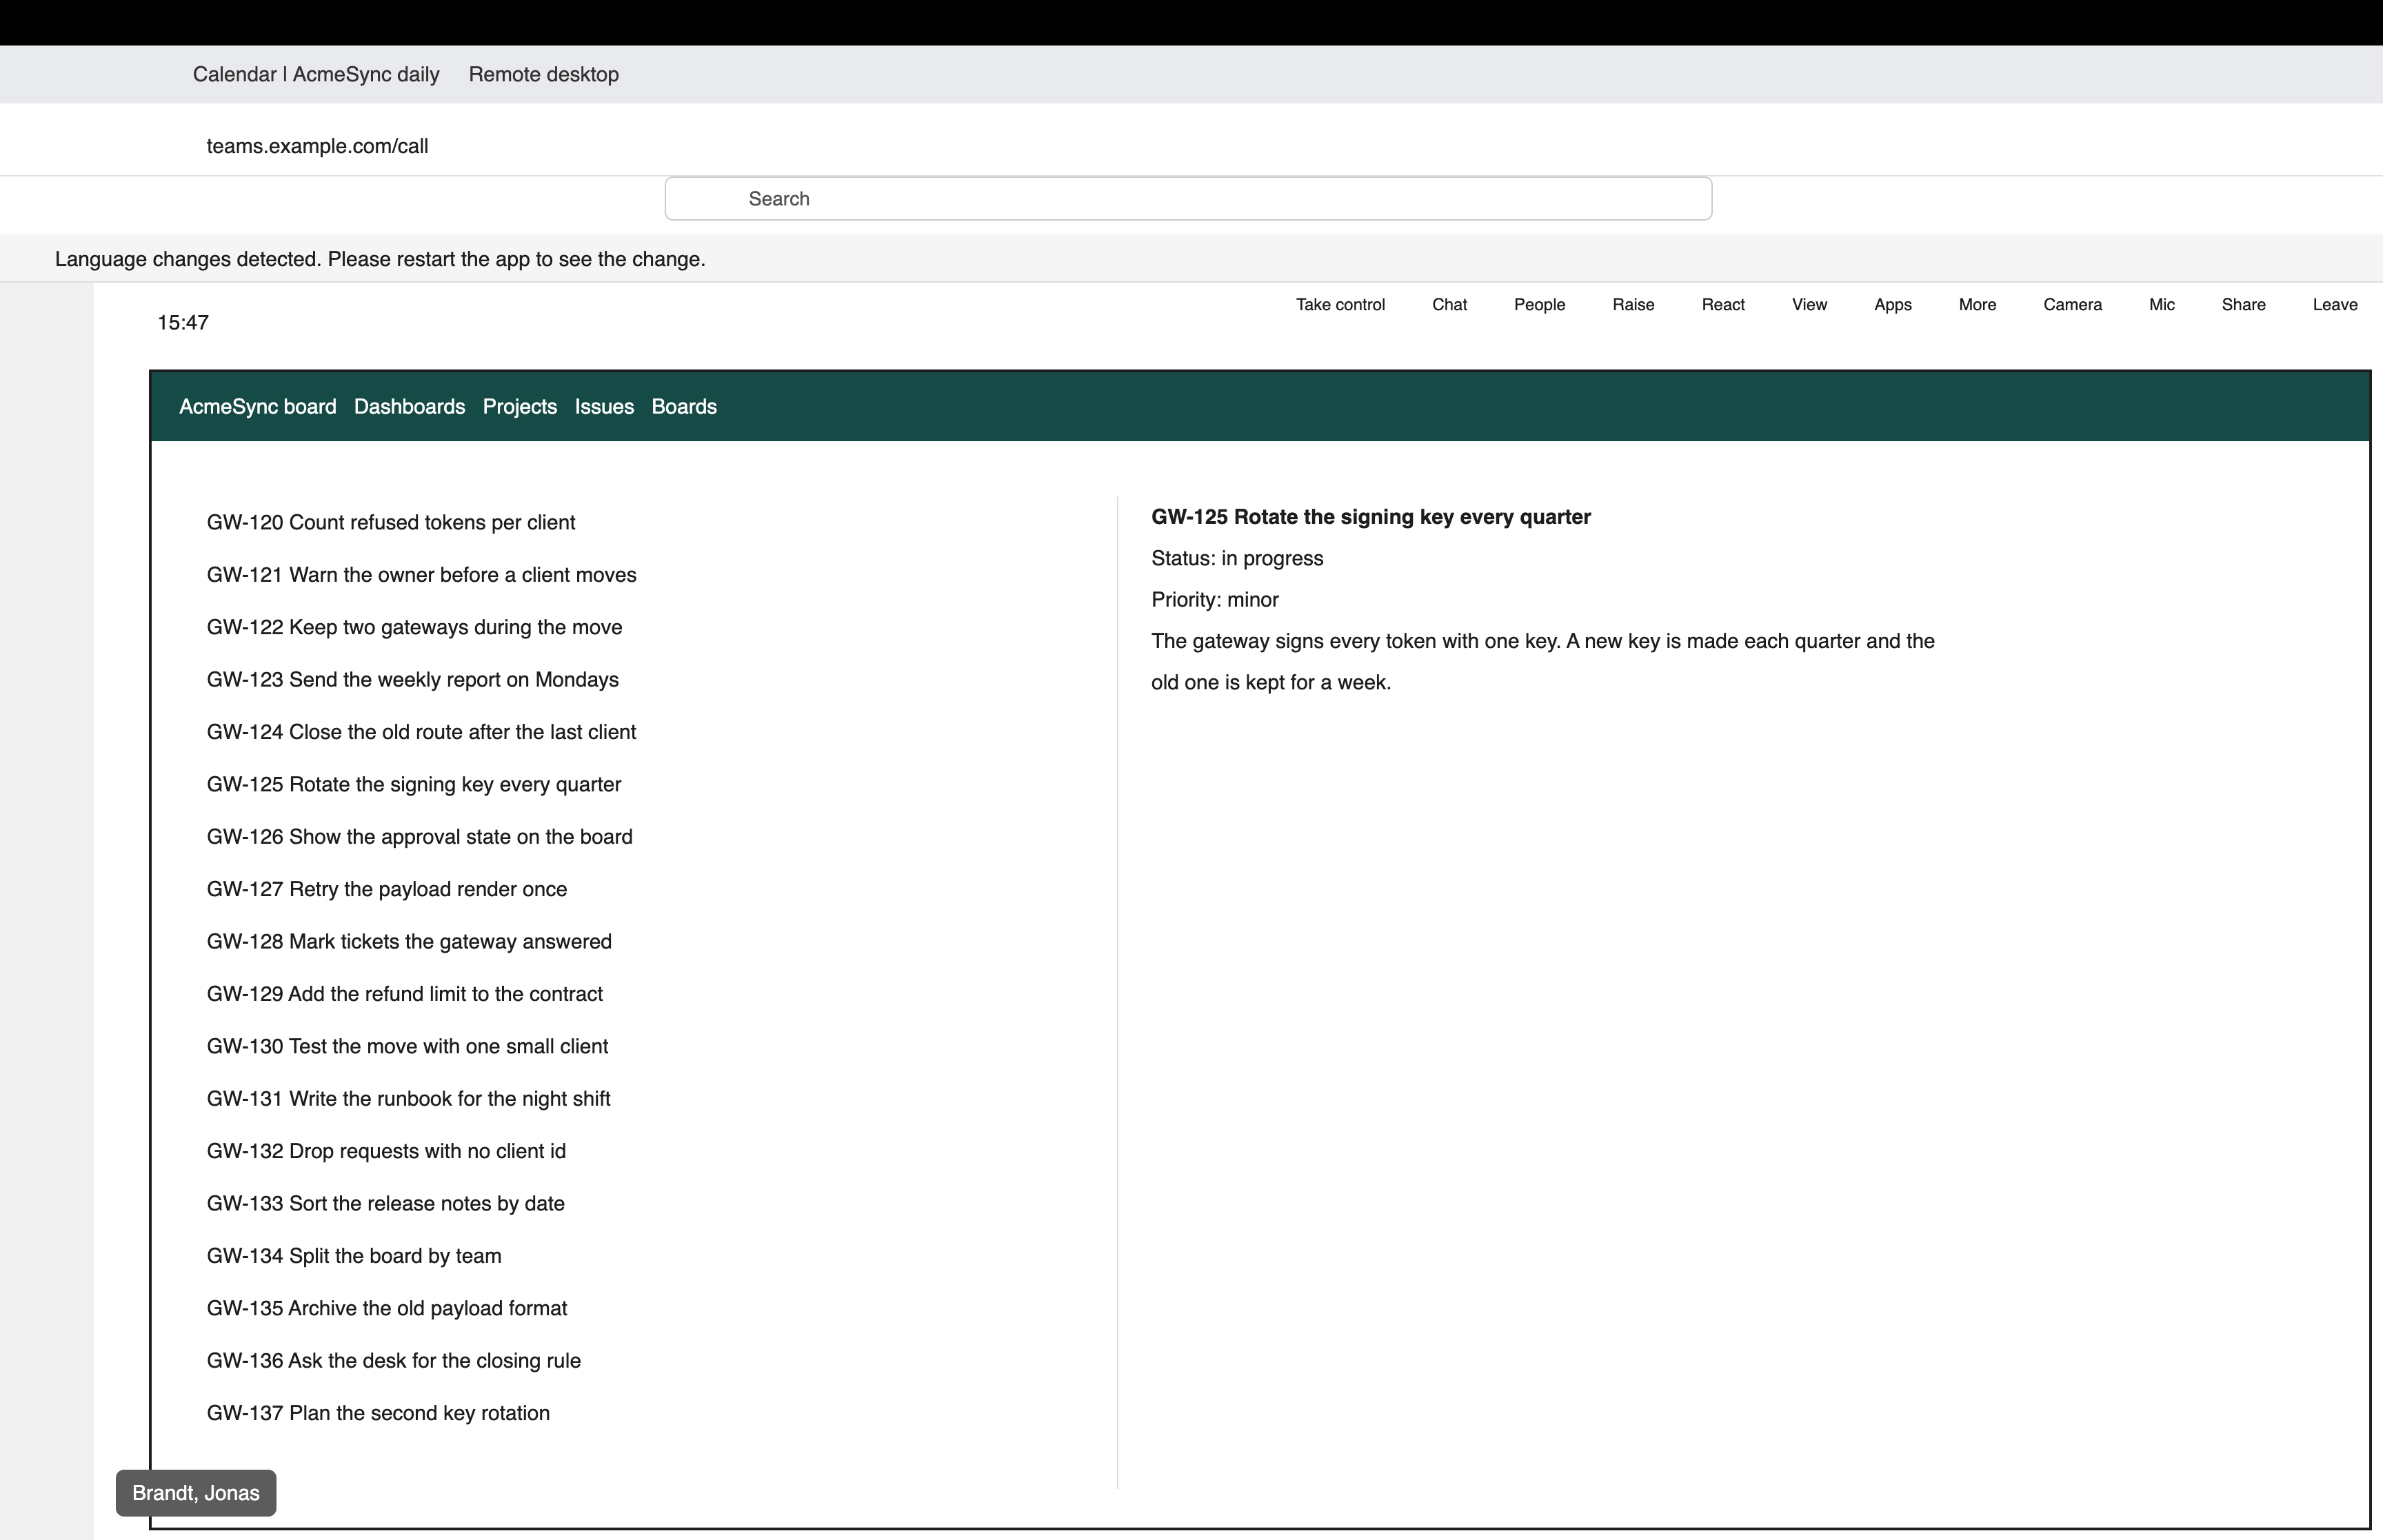 Calendar | AcmeSync daily Remote desktop
teams.example.com/call
Search
Language changes detected. Please restart the app to see the change.
15:47
Take control Chat People Raise React View Apps More Camera Mic Share Leave
AcmeSync board Dashboards Projects Issues Boards
GW-120 Count refused tokens per client
GW-121 Warn the owner before a client moves
GW-122 Keep two gateways during the move
GW-123 Send the weekly report on Mondays
GW-124 Close the old route after the last client
GW-125 Rotate the signing key every quarter
GW-126 Show the approval state on the board
GW-127 Retry the payload render once
GW-128 Mark tickets the gateway answered
GW-129 Add the refund limit to the contract
GW-130 Test the move with one small client
GW-131 Write the runbook for the night shift
GW-132 Drop requests with no client id
GW-133 Sort the release notes by date
GW-134 Split the board by team
GW-135 Archive the old payload format
GW-136 Ask the desk for the closing rule
GW-137 Plan the second key rotation
GW-125 Rotate the signing key every quarter
Status: in progress
Priority: minor
The gateway signs every token with one key. A new key is made each quarter and the
old one is kept for a week.
Brandt, Jonas